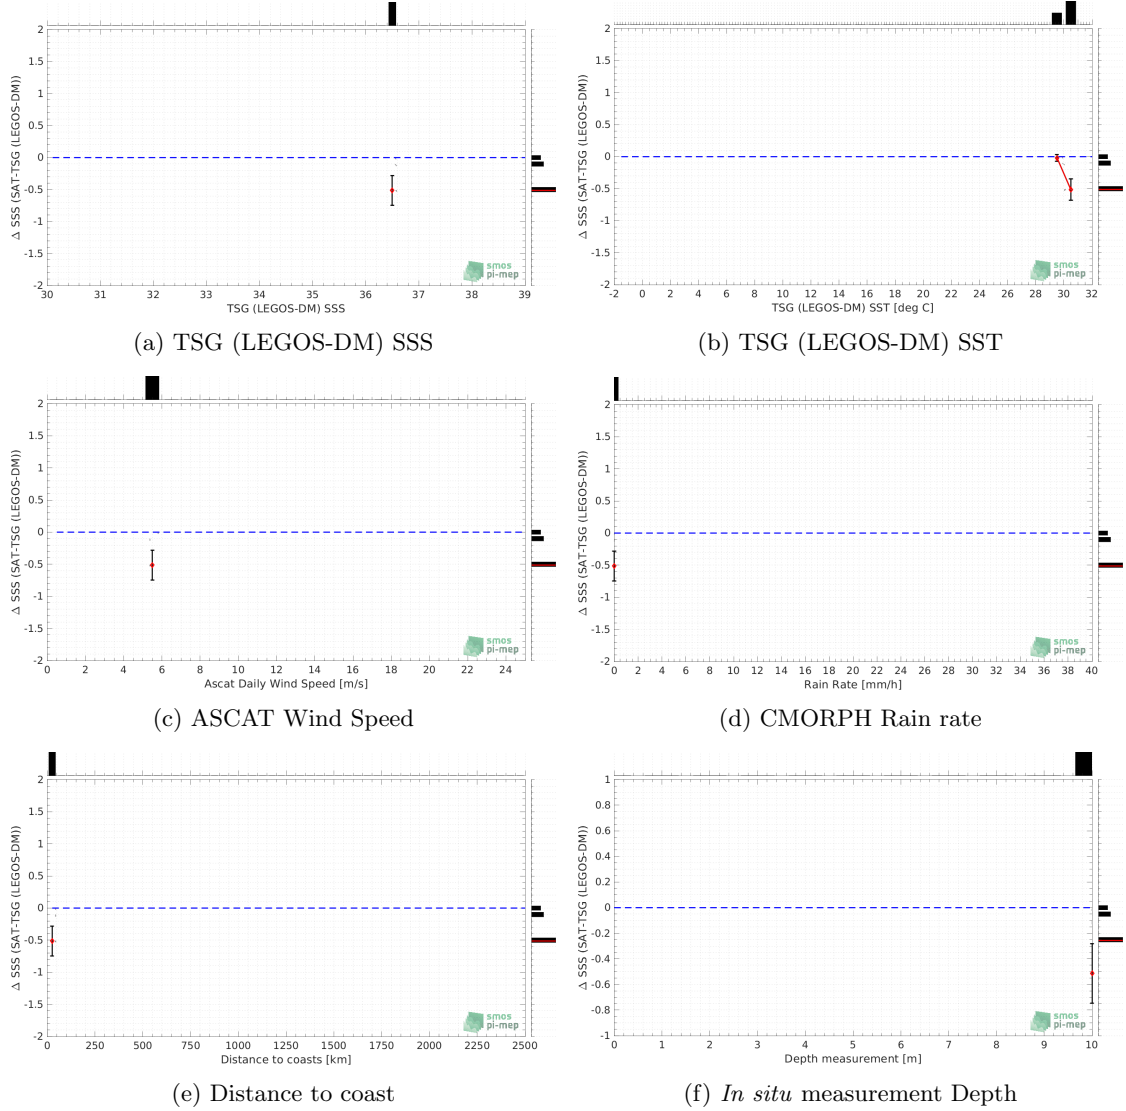 2
1.5
1
0.5
0
-0.5
-1
-1.5
-2
Δ SSS (SAT-TSG (LEGOS-DM))
30 31 32 33 34 35 36 37 38 39
TSG (LEGOS-DM) SSS
smos
pi-mep
(a) TSG (LEGOS-DM) SSS
2
1.5
1
0.5
0
-0.5
-1
-1.5
-2
Δ SSS (SAT-TSG (LEGOS-DM))
-2 0 2 4 6 8 10 12 14 16 18 20 22 24 26 28 30 32
TSG (LEGOS-DM) SST [deg C]
smos
pi-mep
(b) TSG (LEGOS-DM) SST
2
1.5
1
0.5
0
-0.5
-1
-1.5
-2
Δ SSS (SAT-TSG (LEGOS-DM))
0 2 4 6 8 10 12 14 16 18 20 22 24
Ascat Daily Wind Speed [m/s]
smos
pi-mep
(c) ASCAT Wind Speed
2
1.5
1
0.5
0
-0.5
-1
-1.5
-2
Δ SSS (SAT-TSG (LEGOS-DM))
0 2 4 6 8 10 12 14 16 18 20 22 24 26 28 30 32 34 36 38 40
Rain Rate [mm/h]
smos
pi-mep
(d) CMORPH Rain rate
2
1.5
1
0.5
0
-0.5
-1
-1.5
-2
Δ SSS (SAT-TSG (LEGOS-DM))
0 250 500 750 1000 1250 1500 1750 2000 2250 2500
Distance to coasts [km]
smos
pi-mep
(e) Distance to coast
1
0.8
0.6
0.4
0.2
0
-0.2
-0.4
-0.6
-0.8
-1
Δ SSS (SAT-TSG (LEGOS-DM))
0 1 2 3 4 5 6 7 8 9 10
Depth measurement [m]
smos
pi-mep
(f) In situ measurement Depth